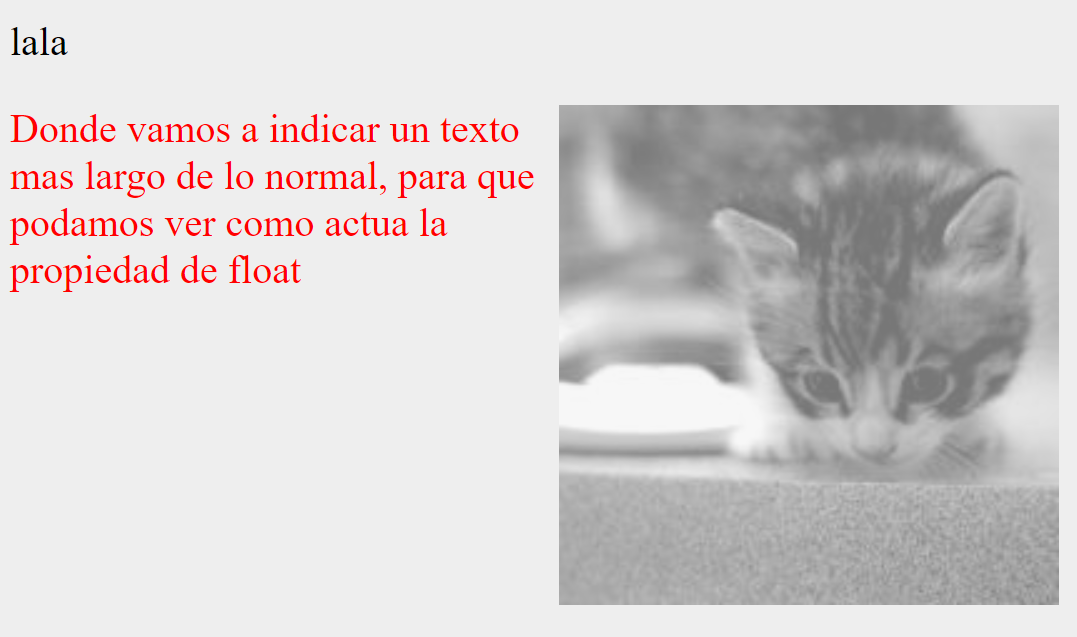 lala
Donde vamos a indicar un texto
mas largo de lo normal, para que
podamos ver como actua la
propiedad de float